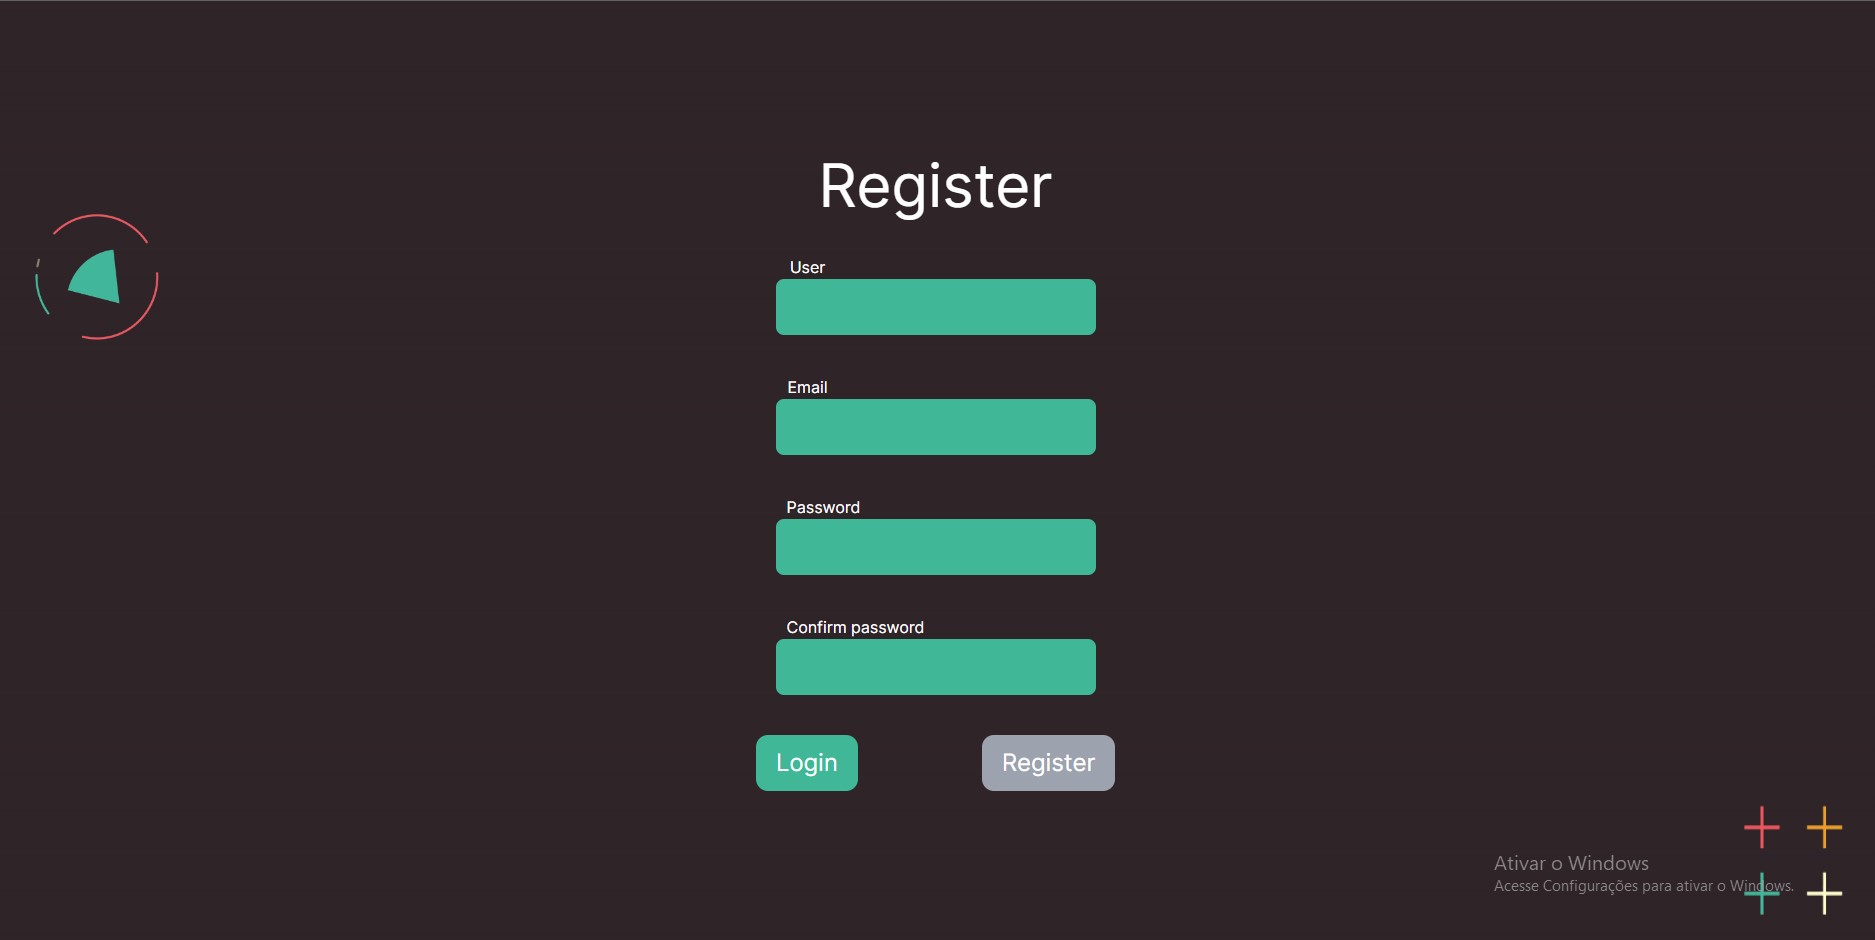 Register
User
Email
Password
Confirm password
Login
Register
Ativar o Windows
Acesse Configurações para ativar o Windows.